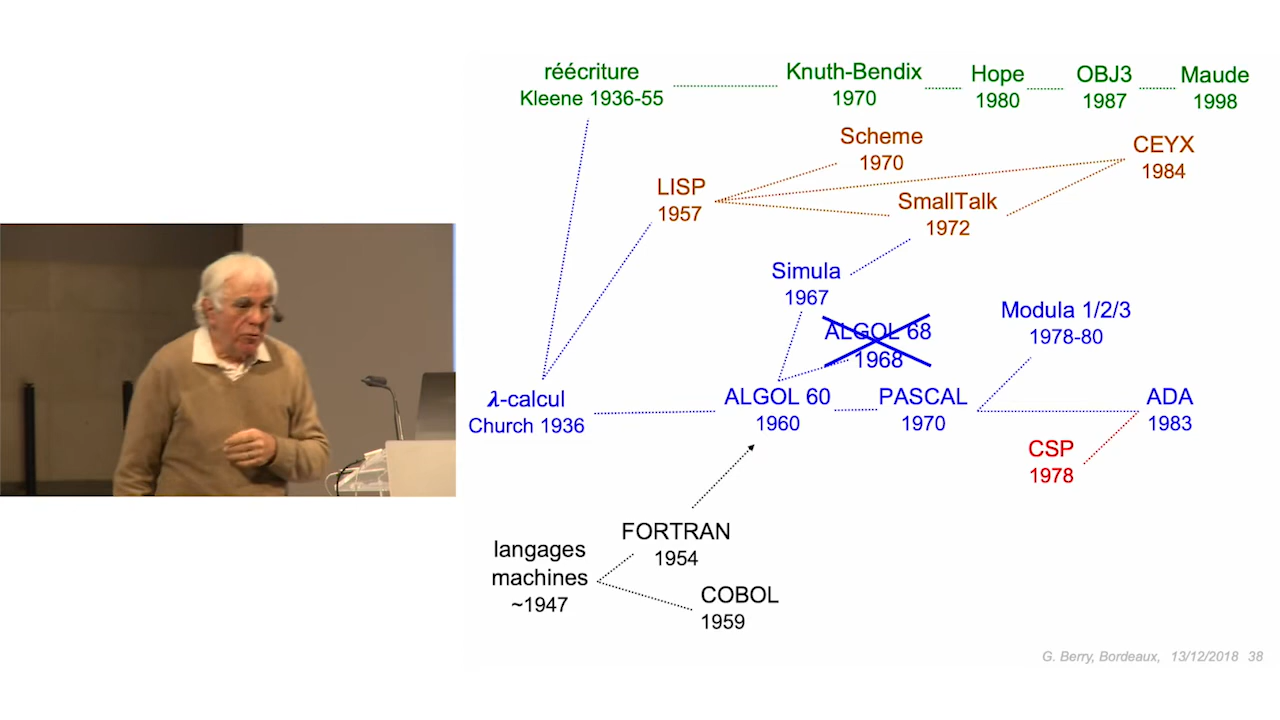 réécriture
Kleene 1936-55
Knuth-Bendix
1970
Hope
1980
OBJ3
1987
Maude
1998
Scheme
1970
CEYX
1984
LISP
1957
SmallTalk
1972
Simula
1967
ALGOL 68
1968
Modula 1/2/3
1978-80
λ-calcul
Church 1936
ALGOL 60
1960
PASCAL
1970
ADA
1983
CSP
1978
FORTRAN
1954
langages
machines
~1947
COBOL
1959
G. Berry, Bordeaux, 13/12/2018 38